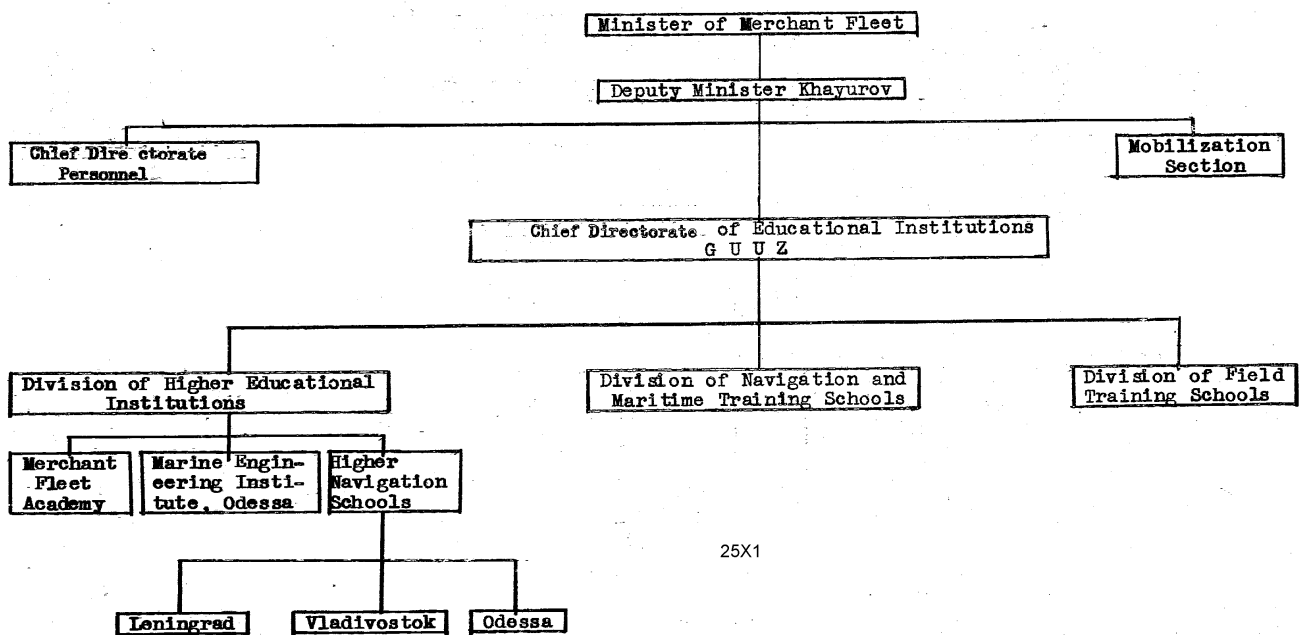 Minister of Merchant Fleet
Deputy Minister Khayurov
Chief Directorate
Personnel
Mobilization
Section
Chief Directorate of Educational Institutions
G U U Z
Division of Higher Educational
Institutions
Division of Navigation and
Maritime Training Schools
Division of Field
Training Schools
Merchant
Fleet
Academy
Marine Engin-
eering Insti-
tute, Odessa
Higher
Navigation
Schools
25X1
Leningrad
Vladivostok
Odessa